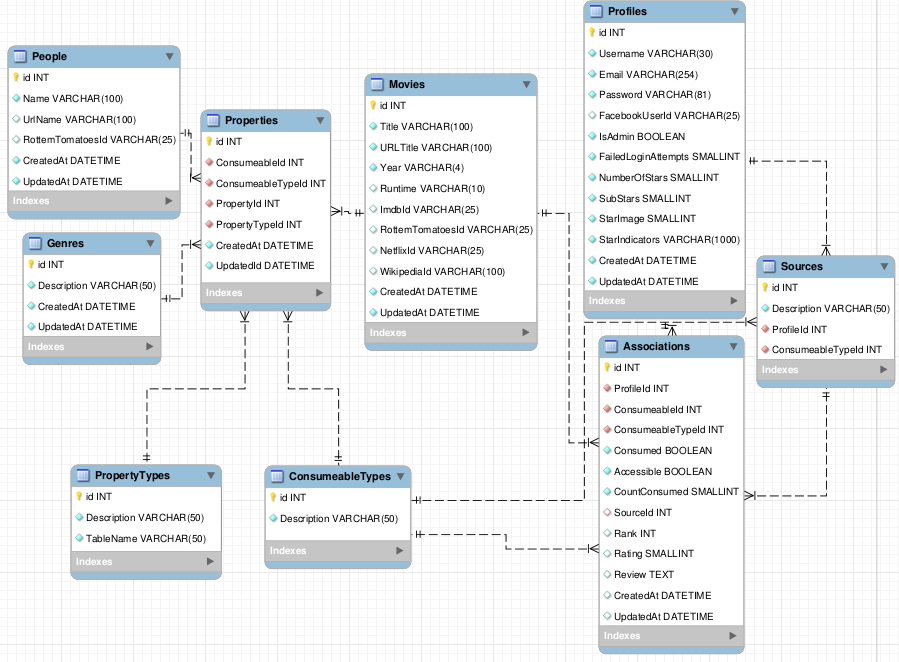 People
id INT
Name VARCHAR(100)
UrlName VARCHAR(100)
RottemTomatoesId VARCHAR(25)
CreatedAt DATETIME
UpdatedAt DATETIME
Indexes
Genres
id INT
Description VARCHAR(50)
CreatedAt DATETIME
UpdatedAt DATETIME
Indexes
Properties
id INT
ConsumeableId INT
ConsumeableTypeId INT
PropertyId INT
PropertyTypeId INT
CreatedAt DATETIME
UpdatedId DATETIME
Indexes
Movies
id INT
Title VARCHAR(100)
URLTitle VARCHAR(100)
Year VARCHAR(4)
Runtime VARCHAR(10)
ImdbId VARCHAR(25)
RottemTomatoesId VARCHAR(25)
NetflixId VARCHAR(25)
WikipediaId VARCHAR(100)
CreatedAt DATETIME
UpdatedAt DATETIME
Indexes
Profiles
id INT
Username VARCHAR(30)
Email VARCHAR(254)
Password VARCHAR(81)
FacebookUserId VARCHAR(25)
IsAdmin BOOLEAN
FailedLoginAttempts SMALLINT
NumberOfStars SMALLINT
SubStars SMALLINT
StarImage SMALLINT
StarIndicators VARCHAR(1000)
CreatedAt DATETIME
UpdatedAt DATETIME
Indexes
Sources
id INT
Description VARCHAR(50)
ProfileId INT
ConsumeableTypeId INT
Indexes
Associations
id INT
ProfileId INT
ConsumeableId INT
ConsumeableTypeId INT
Consumed BOOLEAN
Accessible BOOLEAN
CountConsumed SMALLINT
SourceId INT
Rank INT
Rating SMALLINT
Review TEXT
CreatedAt DATETIME
UpdatedAt DATETIME
Indexes
PropertyTypes
id INT
Description VARCHAR(50)
TableName VARCHAR(50)
Indexes
ConsumeableTypes
id INT
Description VARCHAR(50)
Indexes